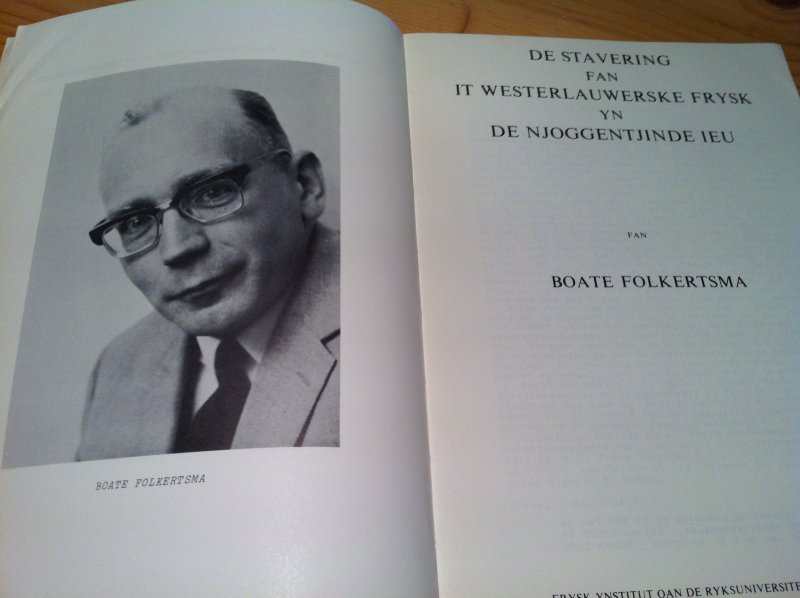 BOATE FOLKERTSMA
DE STAVERING
FAN
IT WESTERLAUWERSKE FRYSK
YN
DE NJOGGENTJINDE IEU
FAN
BOATE FOLKERTSMA
FRYSK YNSTITUT OAN DE RYKSUNIVERSITE